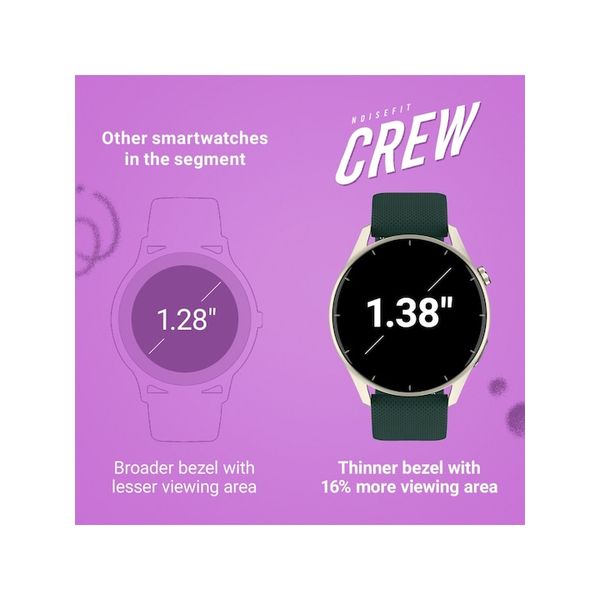 Other smartwatches
in the segment
NOISEFIT
CREW
1.28"
1.38"
Broader bezel with
lesser viewing area
Thinner bezel with
16% more viewing area